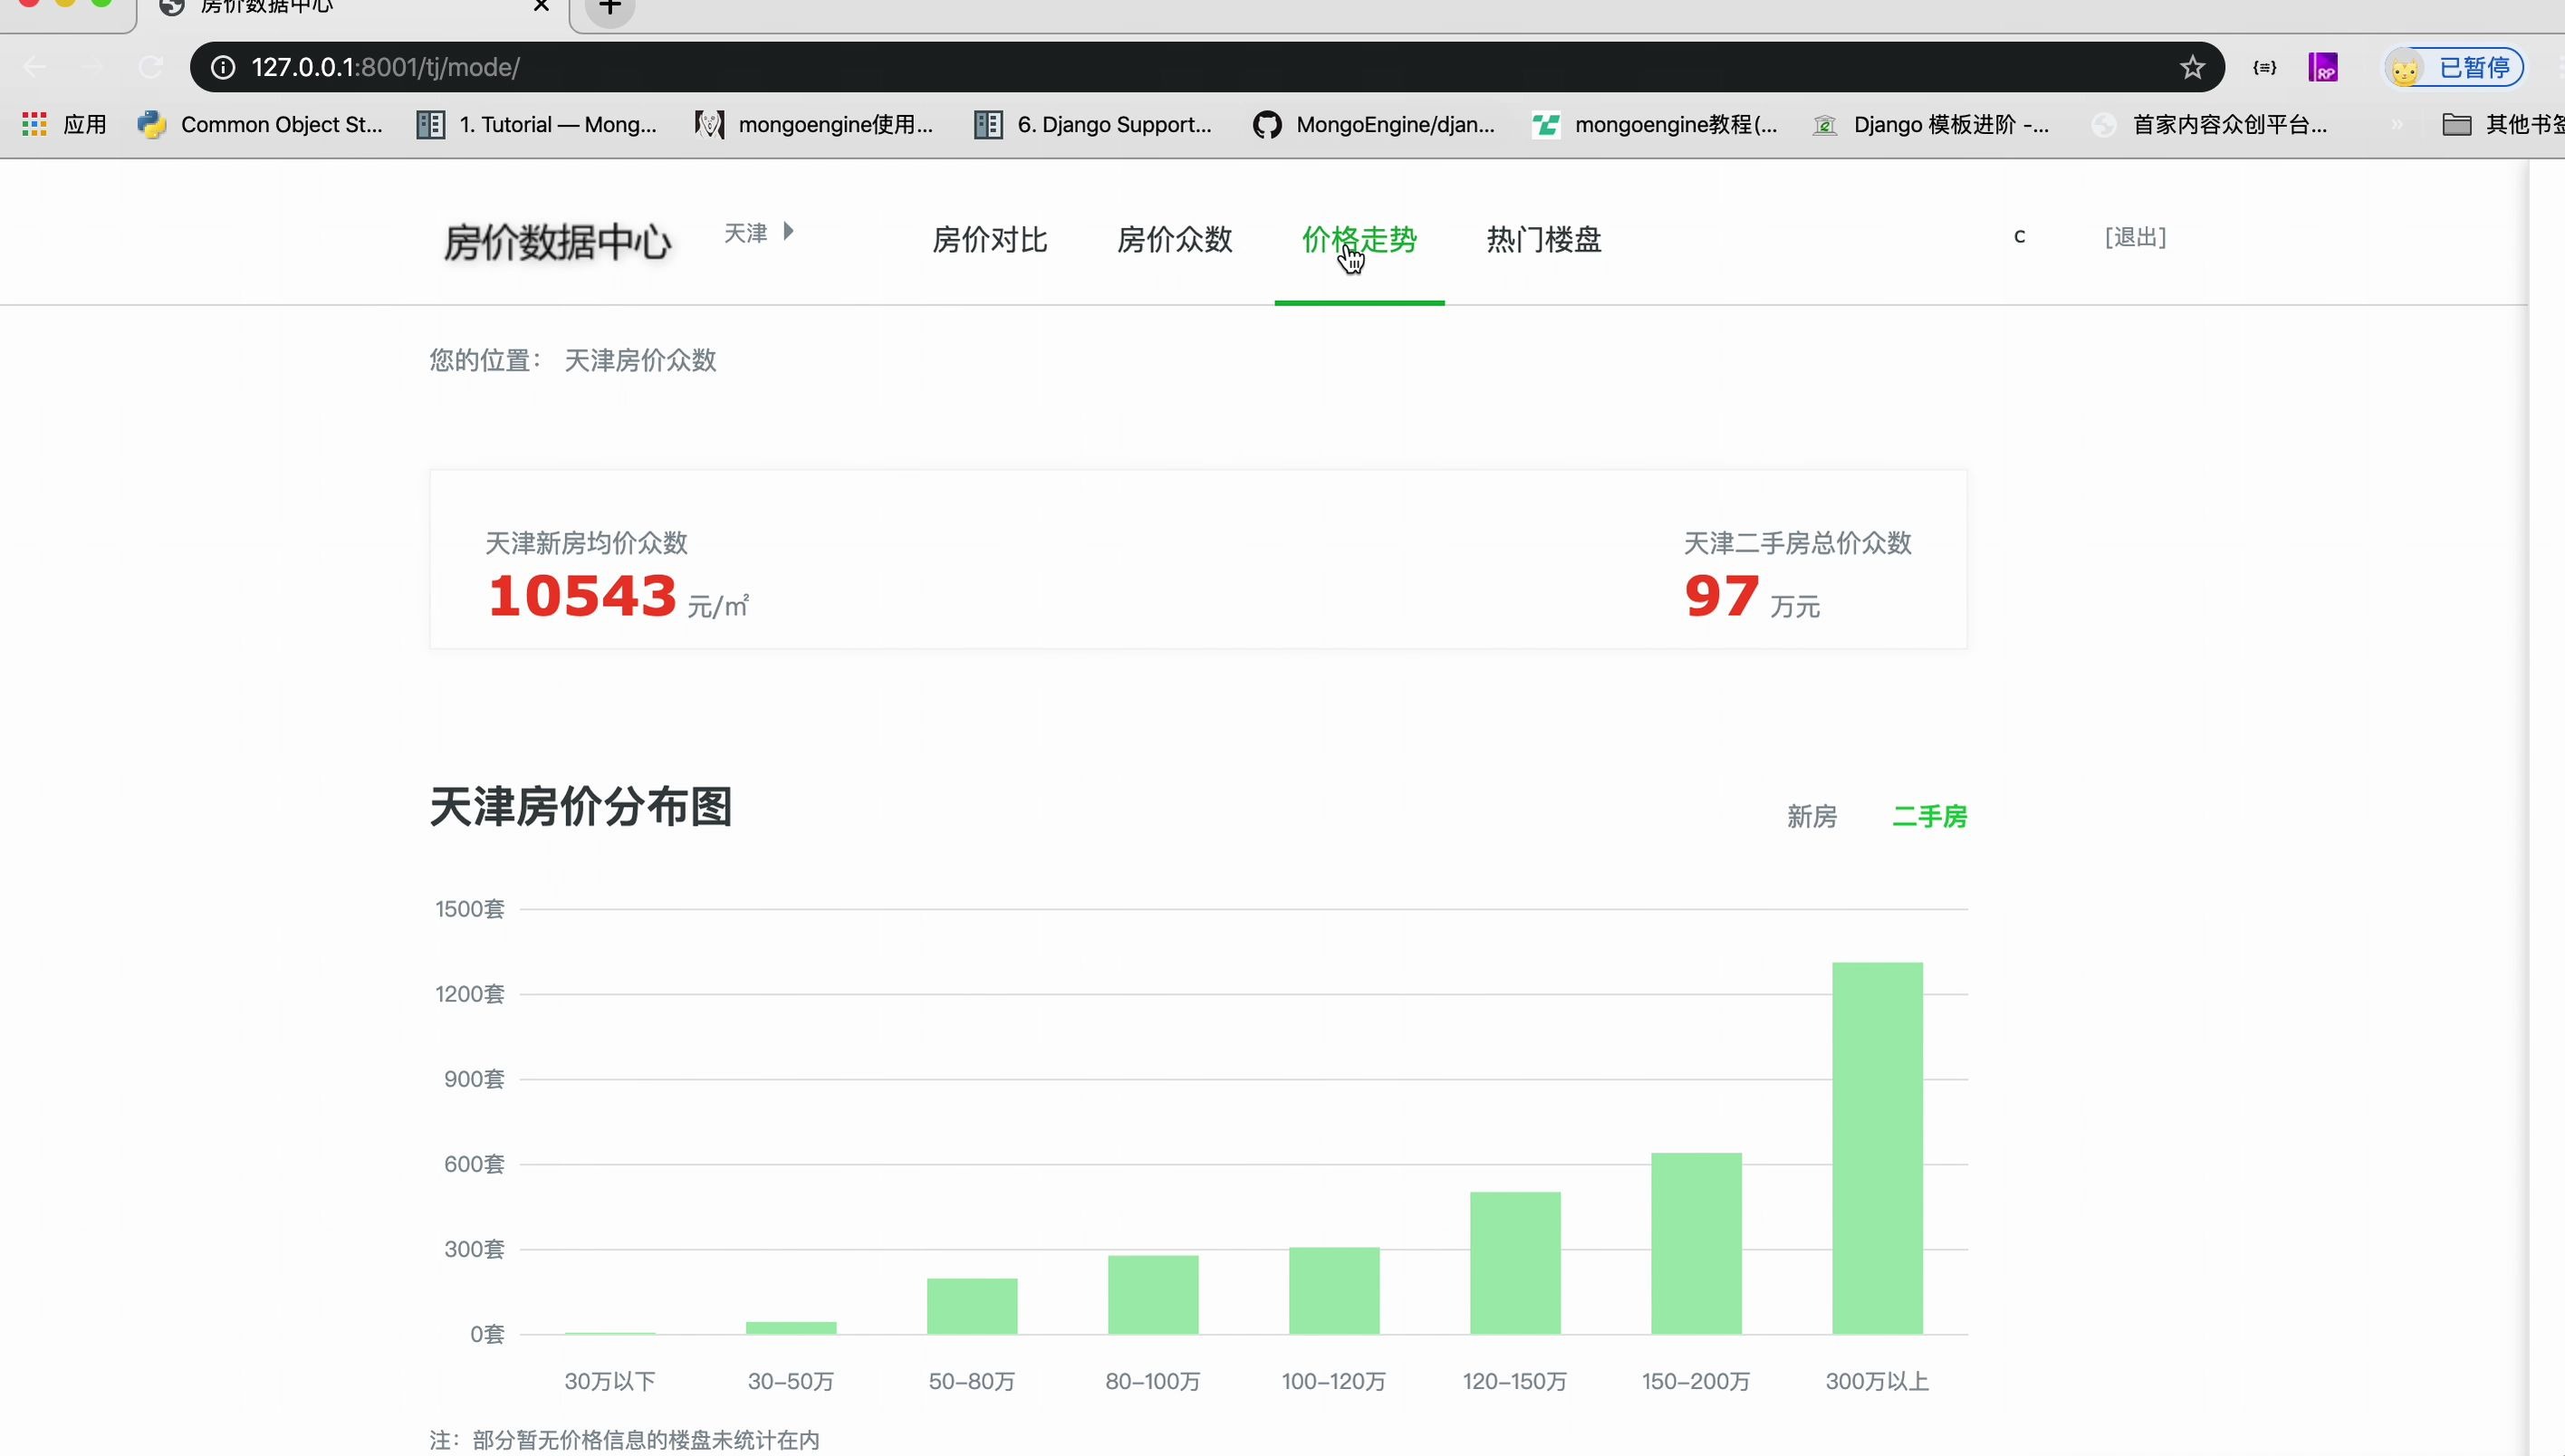 房价数据中心
127.0.0.1:8001/tj/mode/
已暂停
应用 Common Object St... 1. Tutorial — Mong... mongoengine使用... 6. Django Support... MongoEngine/djan... mongoengine教程(... Django 模板进阶 -... 首家内容众创平台... » 其他书签
房价数据中心 天津 房价对比 房价众数 价格走势 热门楼盘 c [退出]
您的位置： 天津房价众数
天津新房均价众数 天津二手房总价众数
10543 元/㎡ 97 万元
天津房价分布图 新房 二手房
1500套
1200套
900套
600套
300套
0套
30万以下 30-50万 50-80万 80-100万 100-120万 120-150万 150-200万 300万以上
注：部分暂无价格信息的楼盘未统计在内